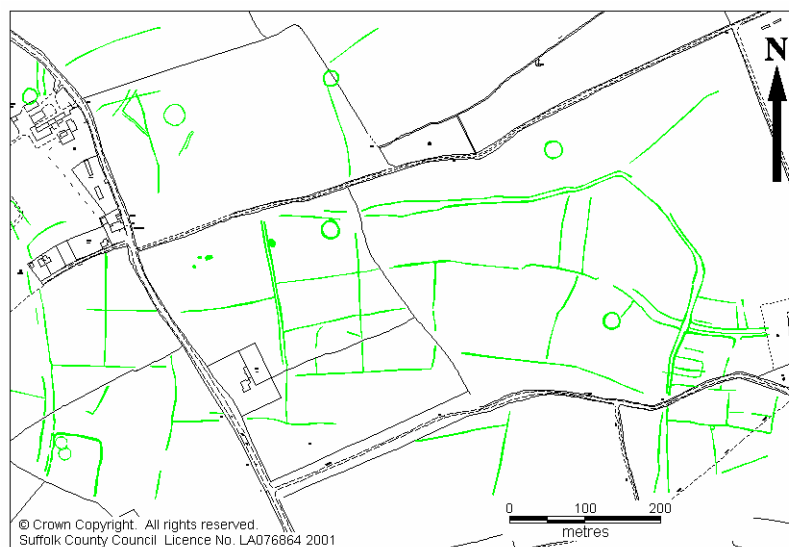 N
0 100 200
metres
© Crown Copyright. All rights reserved.
Suffolk County Council Licence No. LA076864 2001